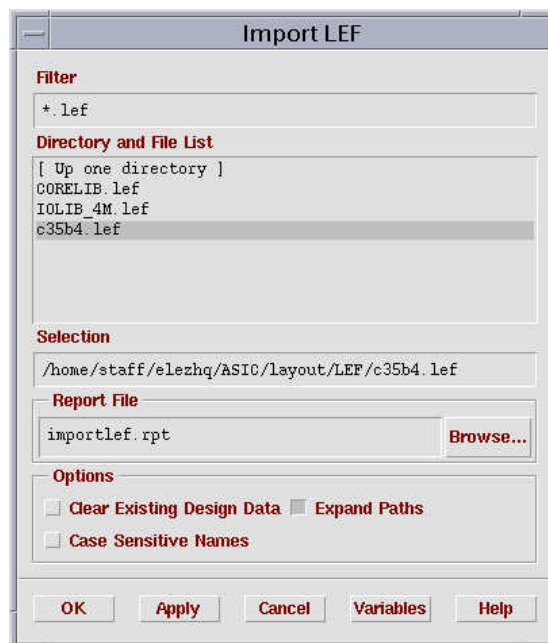 Import LEF
Filter
*.lef
Directory and File List
[ Up one directory ]
CORELIB.lef
IOLIB_4M.lef
c35b4.lef
Selection
/home/staff/elezhq/ASIC/layout/LEF/c35b4.lef
Report File
importlef.rpt Browse...
Options
Clear Existing Design Data Expand Paths
Case Sensitive Names
OK Apply Cancel Variables Help